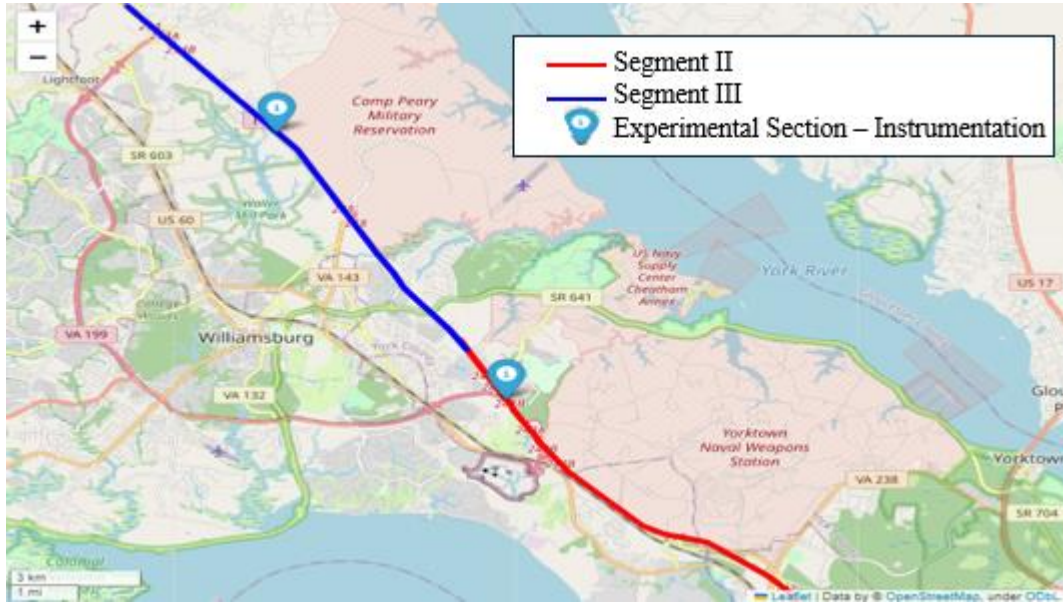 +
−
Lightfoot
SR 603
US 60
Waller
Mill Park
Camp Peary
Military
Reservation
VA 143
VA 199
Williamsburg
VA 132
SR 641
US Navy
Supply
Center
Cheatham
Annex
York River
US 17
Yorktown
Naval Weapons
Station
VA 238
Yorktown
SR 704
Colonial
Segment II
Segment III
Experimental Section – Instrumentation
1
1
3 km
1 mi
Leaflet | Data by © OpenStreetMap, under ODbL